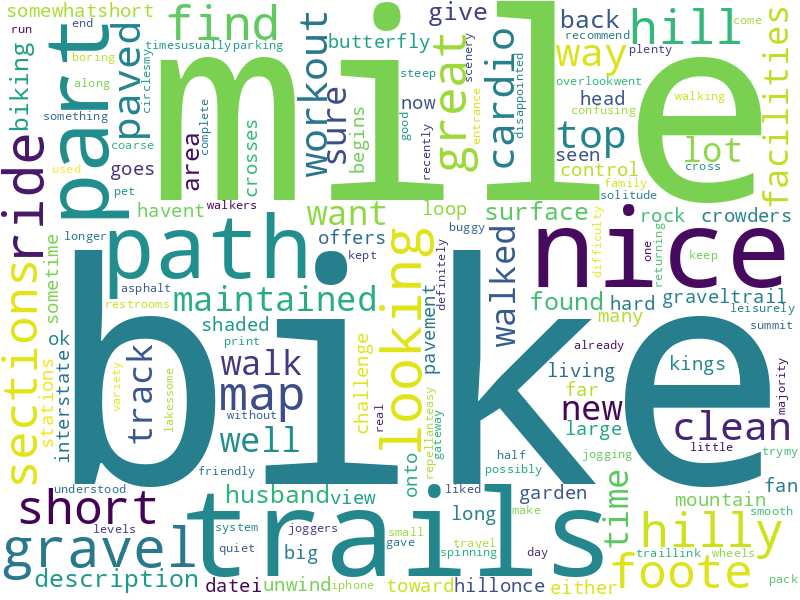 somewhatshort
run
end
boring
along
biking
something
coarse
used
pet
part
paved
timesusuallyparking
find
circlesmy
goes
area
complete
walkers
crosses
mile
butterfly
workout
sure
begins
give
steep
great
now
good
recently
scenery
entrance
cardio
disappointed
back
recommend
way
overlookwent
head
confusing
seen
top
control
family
solitude
hill
plenty
come
walking
lot
cross
facilities
ride
havent
want
loop
surface
rock
crowders
longer
sometime
path
offers
kept
buggy
definitely
nice
difficulty
one
returning
keep
asphalt
restrooms
maintained
looking
pavement
walked
found
hard
graveltrail
many
leisurely
summit
sections
ok
stations
interstate
shaded
print
variety
track
lakessome
walk
map
without
well
challenge
real
friendly
bike
onto
repellanteasy
gateway
living
far
already
kings
new
large
clean
little
majority
half
possibly
liked
jogging
trymy
understood
short
levels
husband
view
garden
time
mountain
fan
smooth
gravel
trails
system
quiet
joggers
big
long
small
gave
make
spinning
travel
day
hilly
traillink
wheels
description
datei
unwind
iphone
toward
hillonce
either
foote
pack